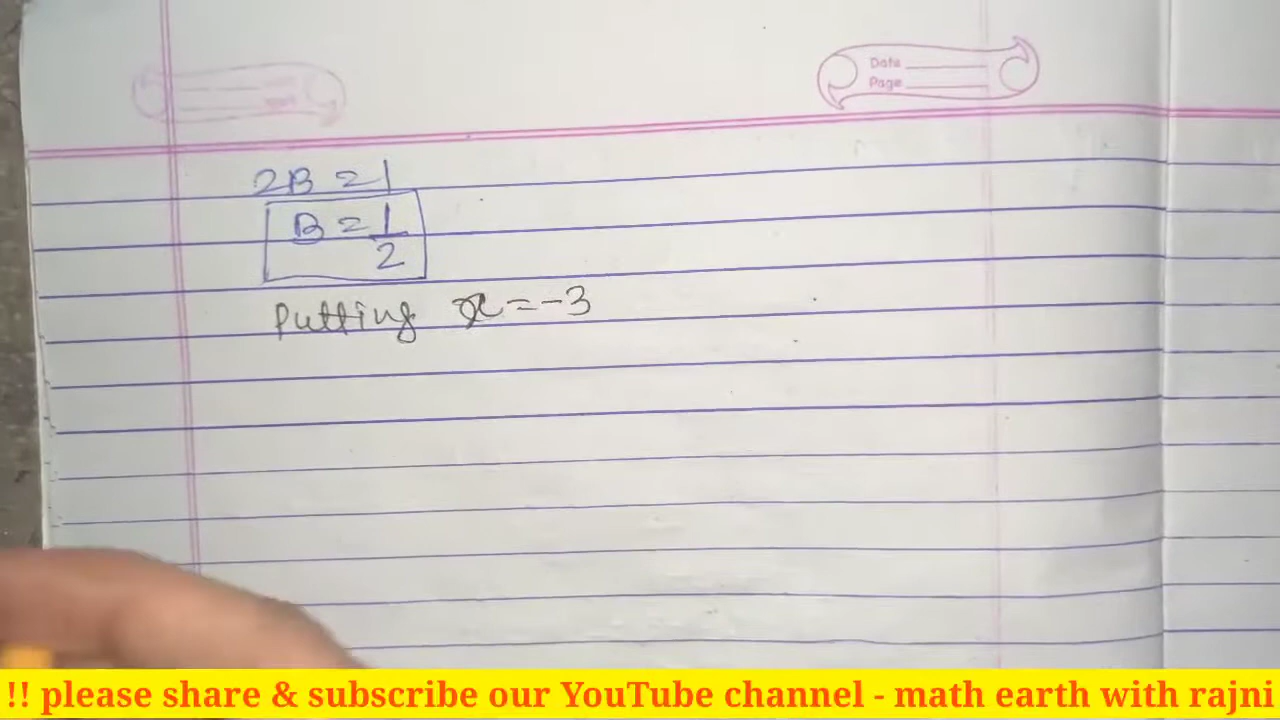 Date
Page
2B = 1
B = 1
2
Putting x = -3
!! please share & subscribe our YouTube channel - math earth with rajni